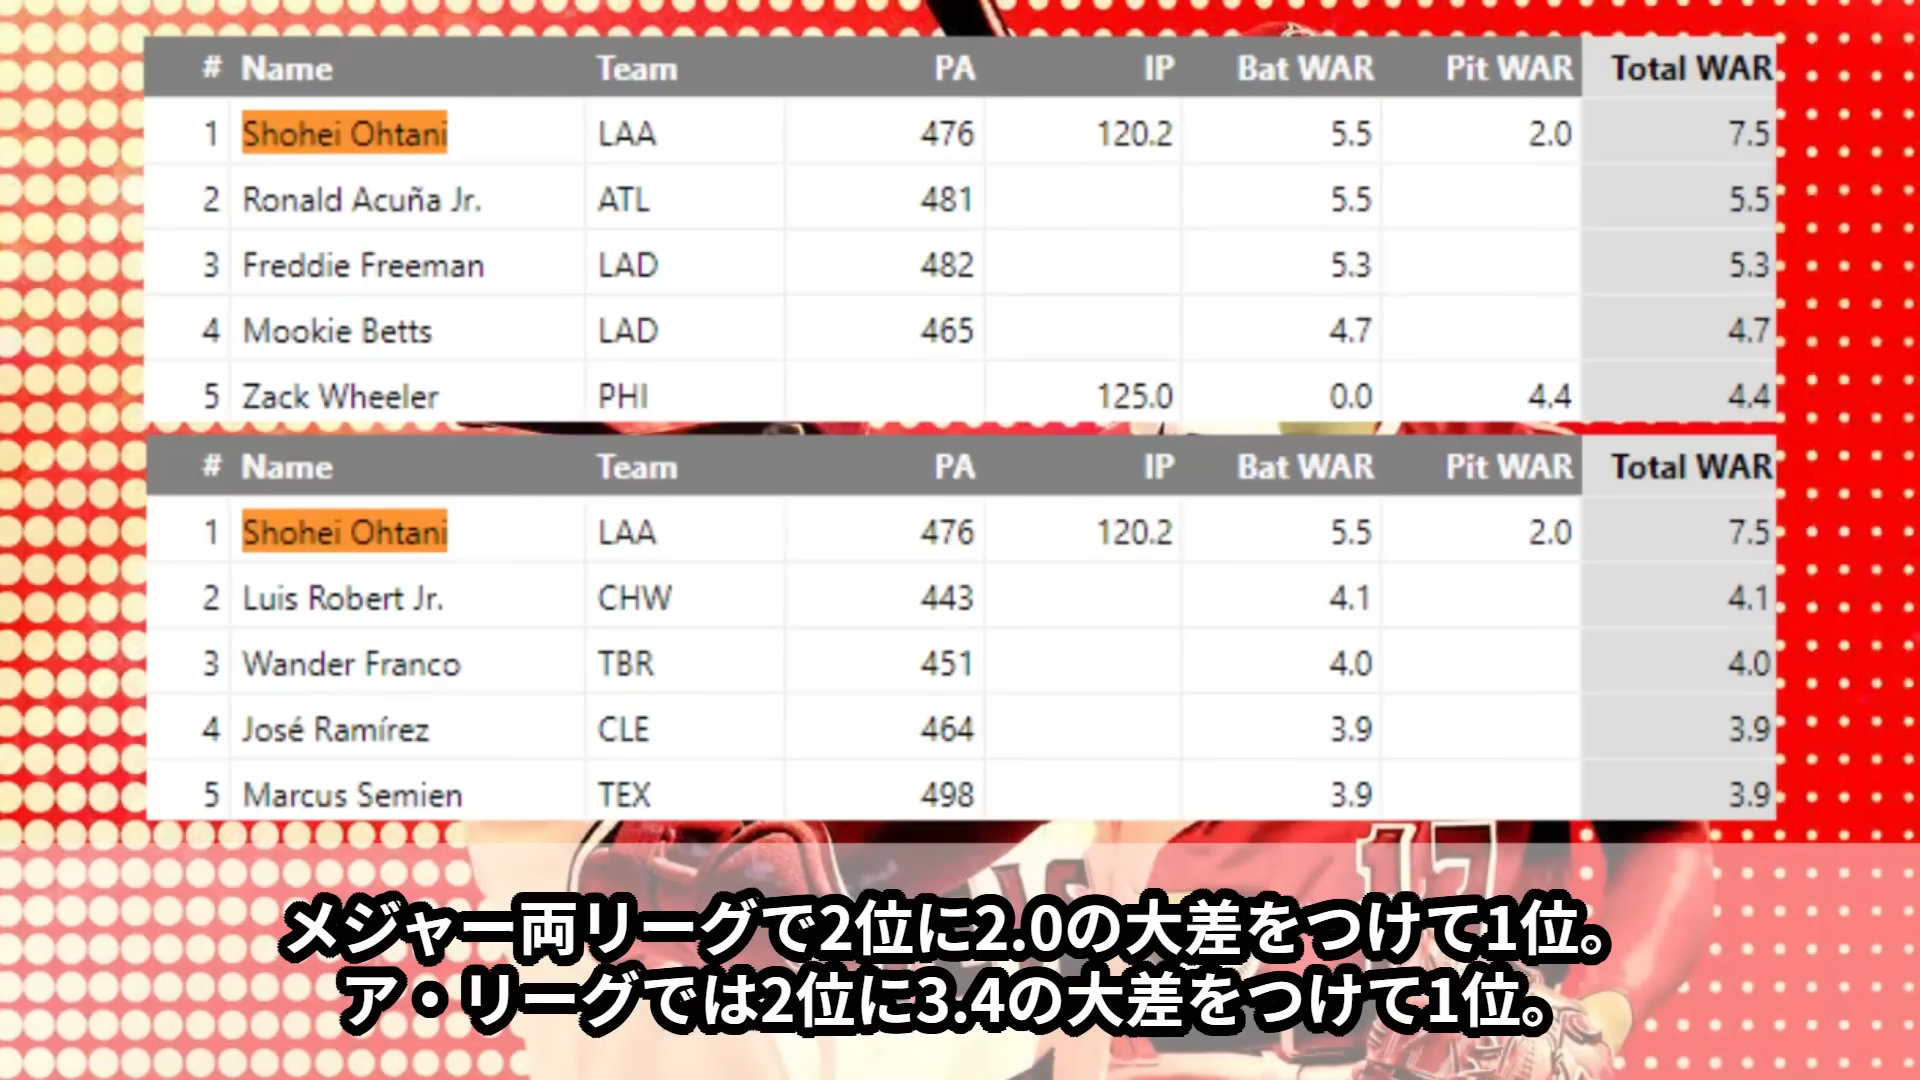 # Name Team PA IP Bat WAR Pit WAR Total WAR
1 Shohei Ohtani LAA 476 120.2 5.5 2.0 7.5
2 Ronald Acuña Jr. ATL 481 5.5 5.5
3 Freddie Freeman LAD 482 5.3 5.3
4 Mookie Betts LAD 465 4.7 4.7
5 Zack Wheeler PHI 125.0 0.0 4.4 4.4
# Name Team PA IP Bat WAR Pit WAR Total WAR
1 Shohei Ohtani LAA 476 120.2 5.5 2.0 7.5
2 Luis Robert Jr. CHW 443 4.1 4.1
3 Wander Franco TBR 451 4.0 4.0
4 José Ramírez CLE 464 3.9 3.9
5 Marcus Semien TEX 498 3.9 3.9
17
メジャー両リーグで2位に2.0の大差をつけて1位。
ア・リーグでは2位に3.4の大差をつけて1位。